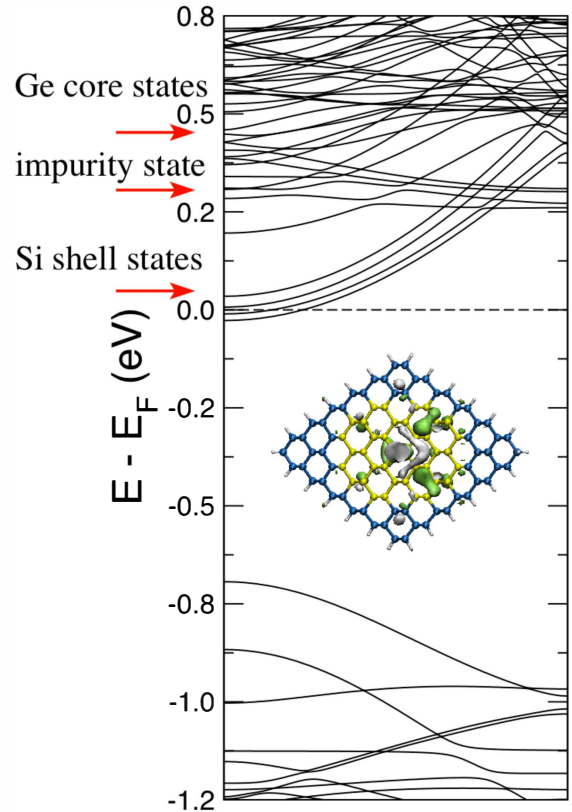 0.8
Ge core states
0.5
impurity state
0.2
Si shell states
0.0
E - E_F (eV)
-0.2
-0.5
-0.8
-1.0
-1.2